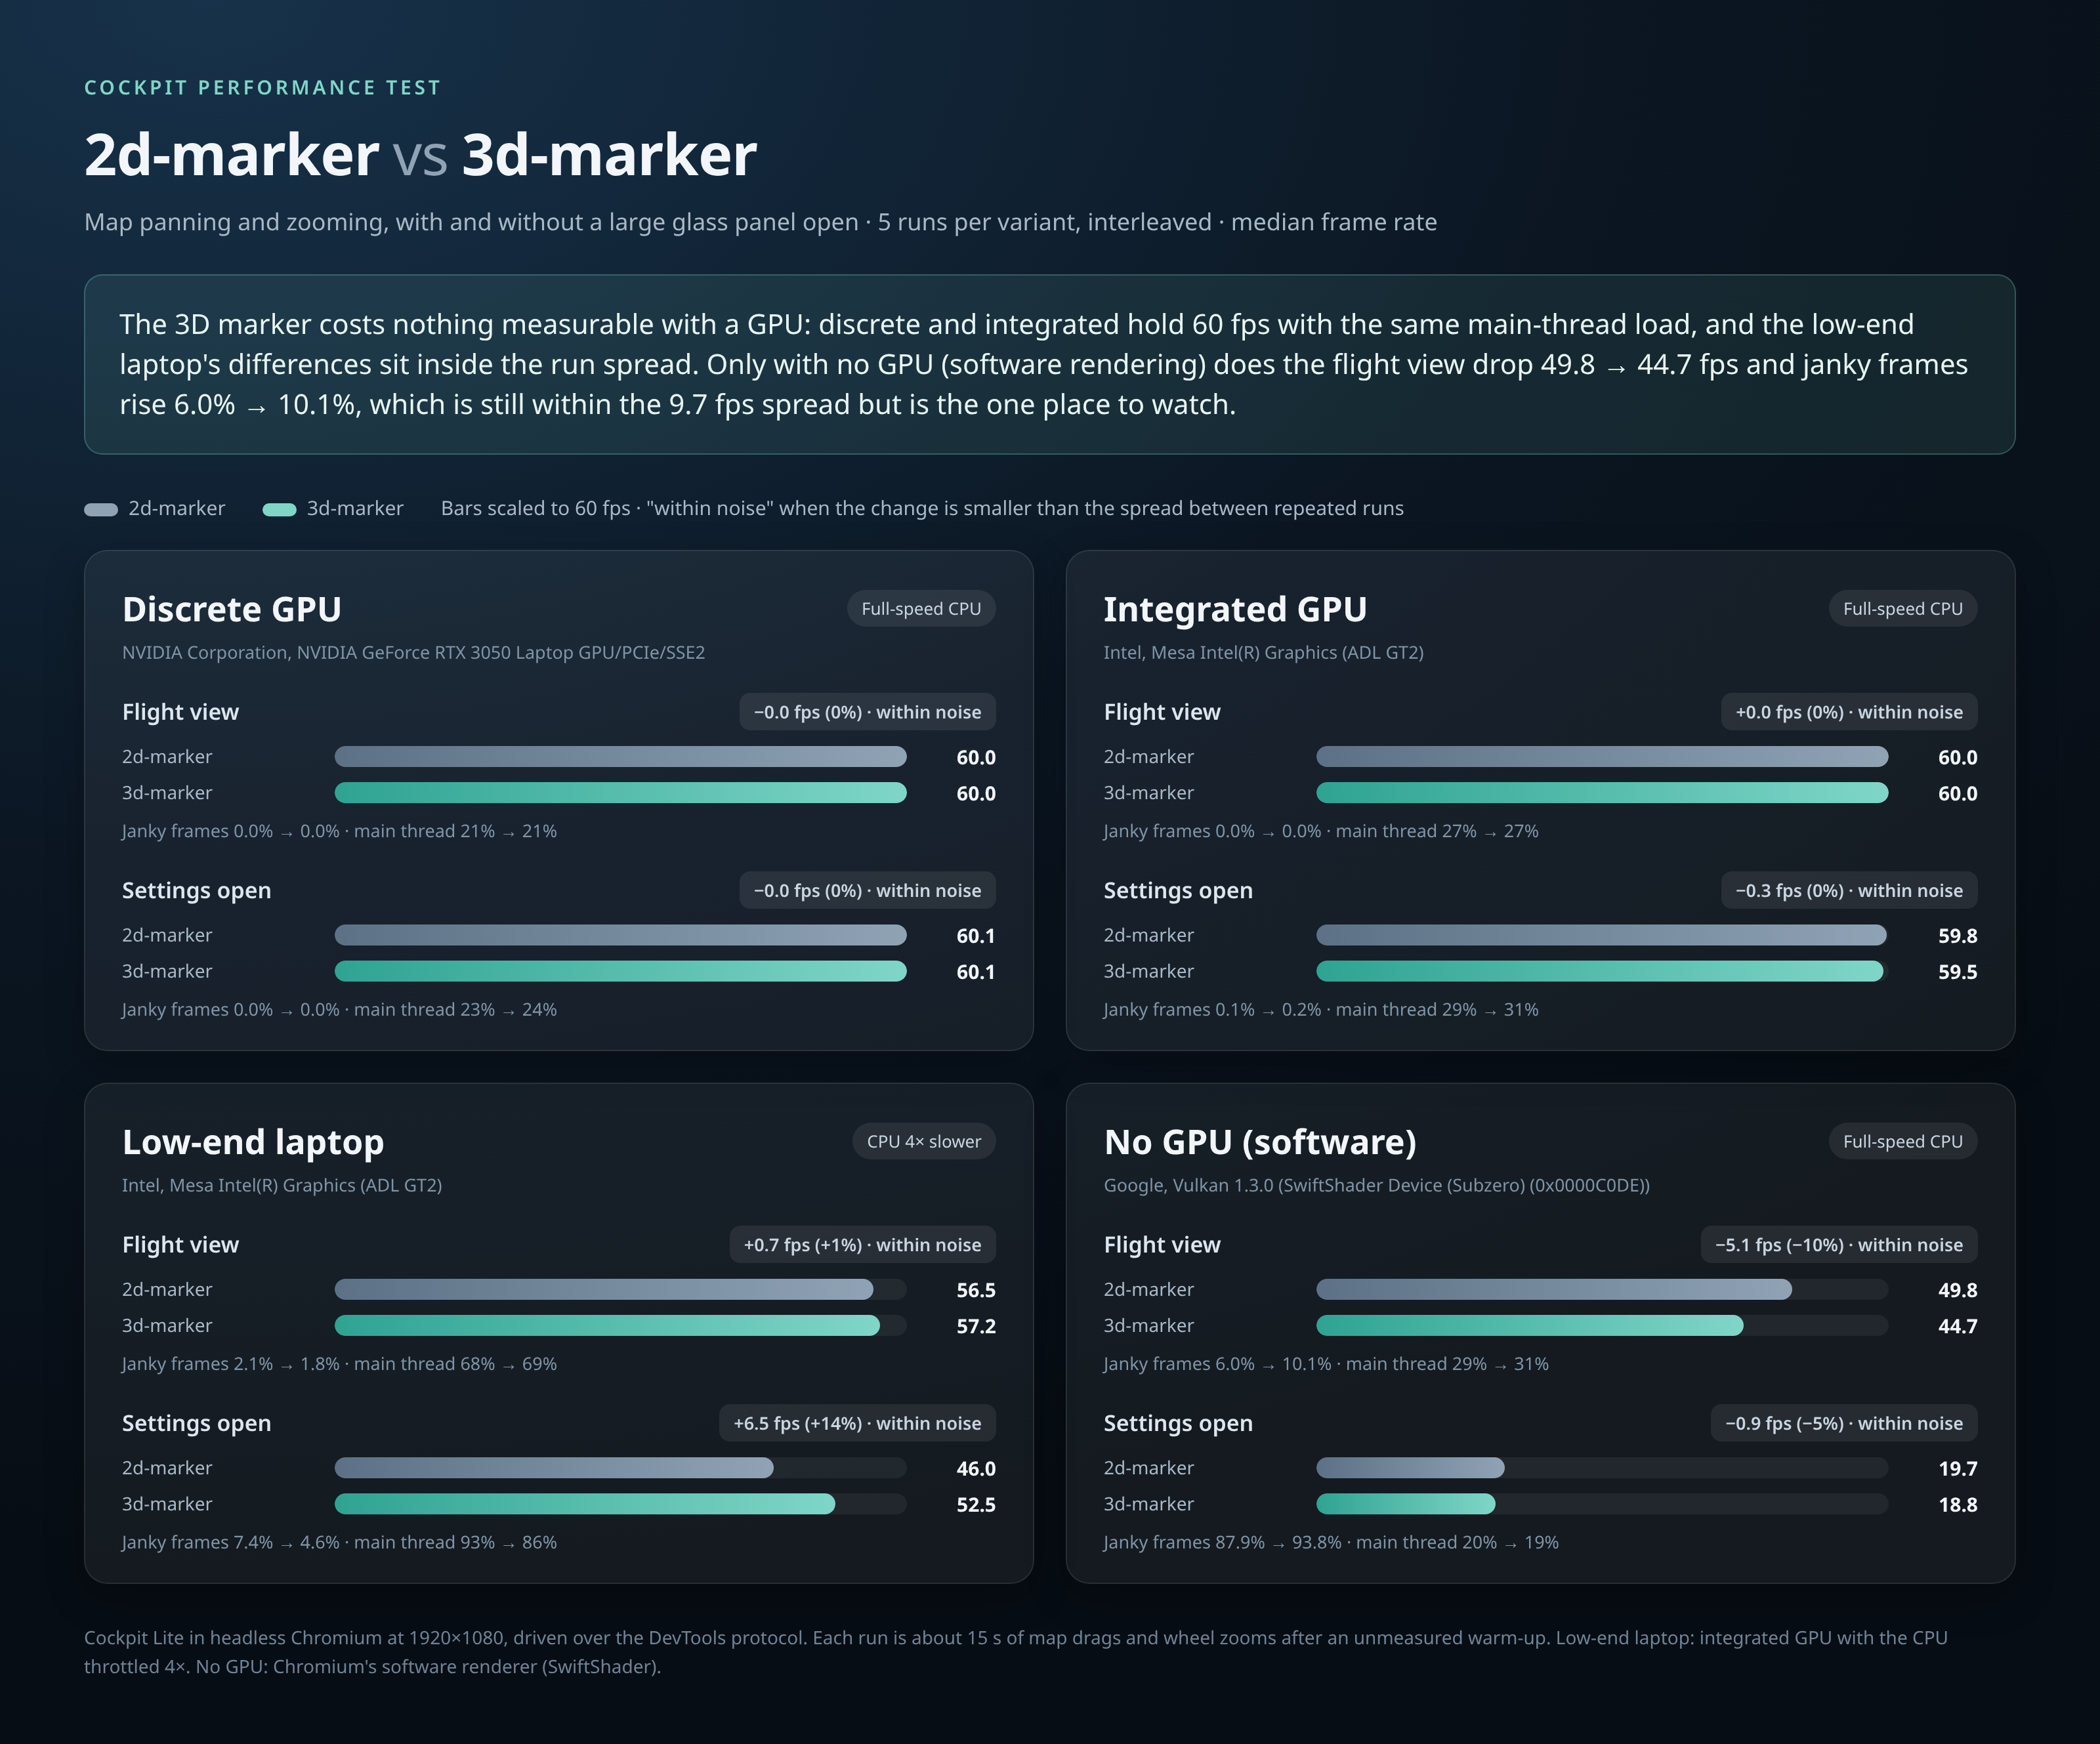 COCKPIT PERFORMANCE TEST
2d-marker vs 3d-marker
Map panning and zooming, with and without a large glass panel open · 5 runs per variant, interleaved · median frame rate
The 3D marker costs nothing measurable with a GPU: discrete and integrated hold 60 fps with the same main-thread load, and the low-end
laptop's differences sit inside the run spread. Only with no GPU (software rendering) does the flight view drop 49.8 → 44.7 fps and janky frames
rise 6.0% → 10.1%, which is still within the 9.7 fps spread but is the one place to watch.
2d-marker 3d-marker Bars scaled to 60 fps · "within noise" when the change is smaller than the spread between repeated runs
Discrete GPU Full-speed CPU
NVIDIA Corporation, NVIDIA GeForce RTX 3050 Laptop GPU/PCIe/SSE2
Flight view −0.0 fps (0%) · within noise
2d-marker 60.0
3d-marker 60.0
Janky frames 0.0% → 0.0% · main thread 21% → 21%
Settings open −0.0 fps (0%) · within noise
2d-marker 60.1
3d-marker 60.1
Janky frames 0.0% → 0.0% · main thread 23% → 24%
Integrated GPU Full-speed CPU
Intel, Mesa Intel(R) Graphics (ADL GT2)
Flight view +0.0 fps (0%) · within noise
2d-marker 60.0
3d-marker 60.0
Janky frames 0.0% → 0.0% · main thread 27% → 27%
Settings open −0.3 fps (0%) · within noise
2d-marker 59.8
3d-marker 59.5
Janky frames 0.1% → 0.2% · main thread 29% → 31%
Low-end laptop CPU 4× slower
Intel, Mesa Intel(R) Graphics (ADL GT2)
Flight view +0.7 fps (+1%) · within noise
2d-marker 56.5
3d-marker 57.2
Janky frames 2.1% → 1.8% · main thread 68% → 69%
Settings open +6.5 fps (+14%) · within noise
2d-marker 46.0
3d-marker 52.5
Janky frames 7.4% → 4.6% · main thread 93% → 86%
No GPU (software) Full-speed CPU
Google, Vulkan 1.3.0 (SwiftShader Device (Subzero) (0x0000C0DE))
Flight view −5.1 fps (−10%) · within noise
2d-marker 49.8
3d-marker 44.7
Janky frames 6.0% → 10.1% · main thread 29% → 31%
Settings open −0.9 fps (−5%) · within noise
2d-marker 19.7
3d-marker 18.8
Janky frames 87.9% → 93.8% · main thread 20% → 19%
Cockpit Lite in headless Chromium at 1920×1080, driven over the DevTools protocol. Each run is about 15 s of map drags and wheel zooms after an unmeasured warm-up. Low-end laptop: integrated GPU with the CPU
throttled 4×. No GPU: Chromium's software renderer (SwiftShader).